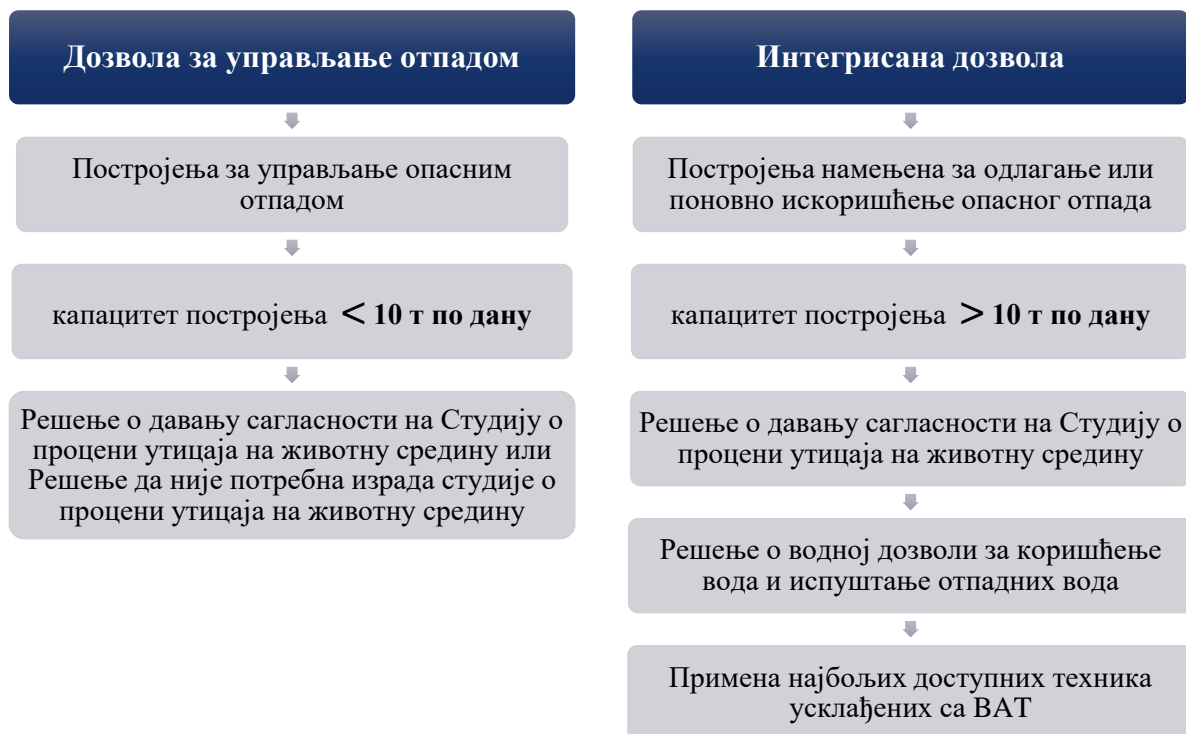 Дозвола за управљање отпадом
Постројења за управљање опасним
отпадом
капацитет постројења < 10 т по дану
Решење о давању сагласности на Студију о
процени утицаја на животну средину или
Решење да није потребна израда студије о
процени утицаја на животну средину
Интегрисана дозвола
Постројења намењена за одлагање или
поновно искоришћење опасног отпада
капацитет постројења > 10 т по дану
Решење о давању сагласности на Студију о
процени утицаја на животну средину
Решење о водној дозволи за коришћење
вода и испуштање отпадних вода
Примена најбољих доступних техника
усклађених са BAT